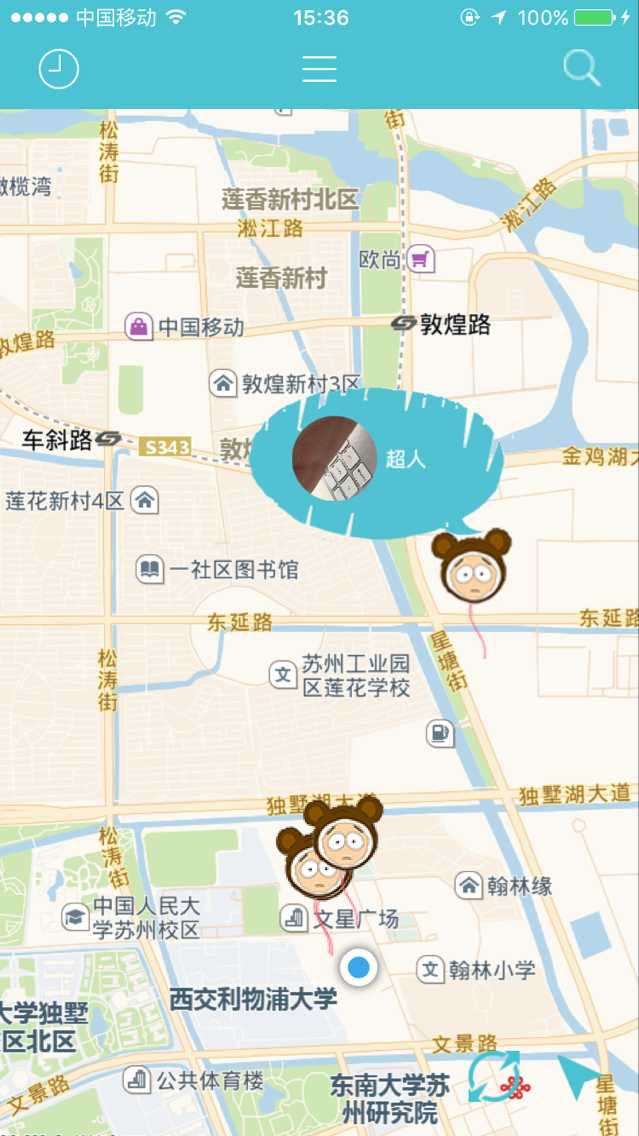 中国移动 15:36 100%
松涛街
街
橄榄湾
莲香新村北区
淞江路
淞江路
欧尚
莲香新村
中国移动
敦煌路
敦煌路
敦煌新村3区
车斜路
S343
敦煌
超人
金鸡湖大
莲花新村4区
一社区图书馆
东延路
东延路
松涛街
星塘街
苏州工业园
区莲花学校
独墅湖大道
独墅湖大道
松涛街
翰林缘
中国人民大
学苏州校区
文星广场
翰林小学
西交利物浦大学
大学独墅
区北区
文景路
文景路
公共体育楼
东南大学苏
州研究院
星塘街